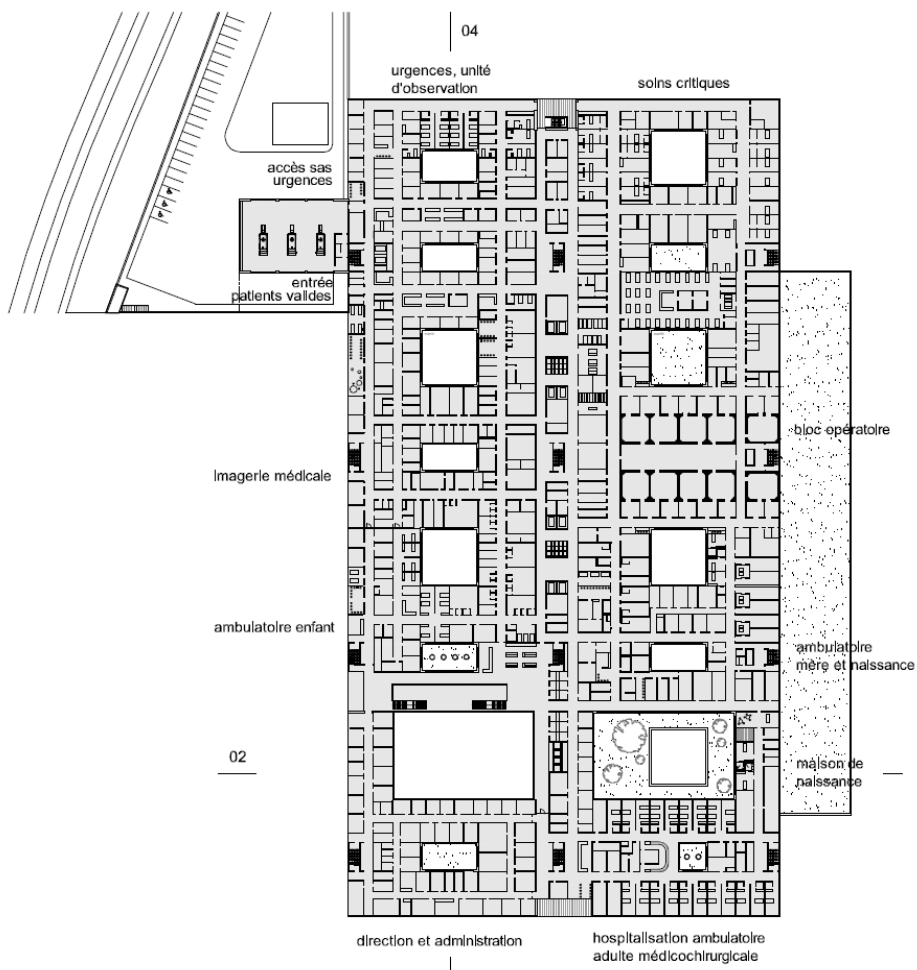 04
urgences, unité
d'observation
soins critiques
accès sas
urgences
entrée
patients valides
bloc opératoire
imagerie médicale
ambulatoire enfant
ambulatoire
mère et naissance
02
maison de
naissance
direction et administration
hospitalisation ambulatoire
adulte médicochirurgicale